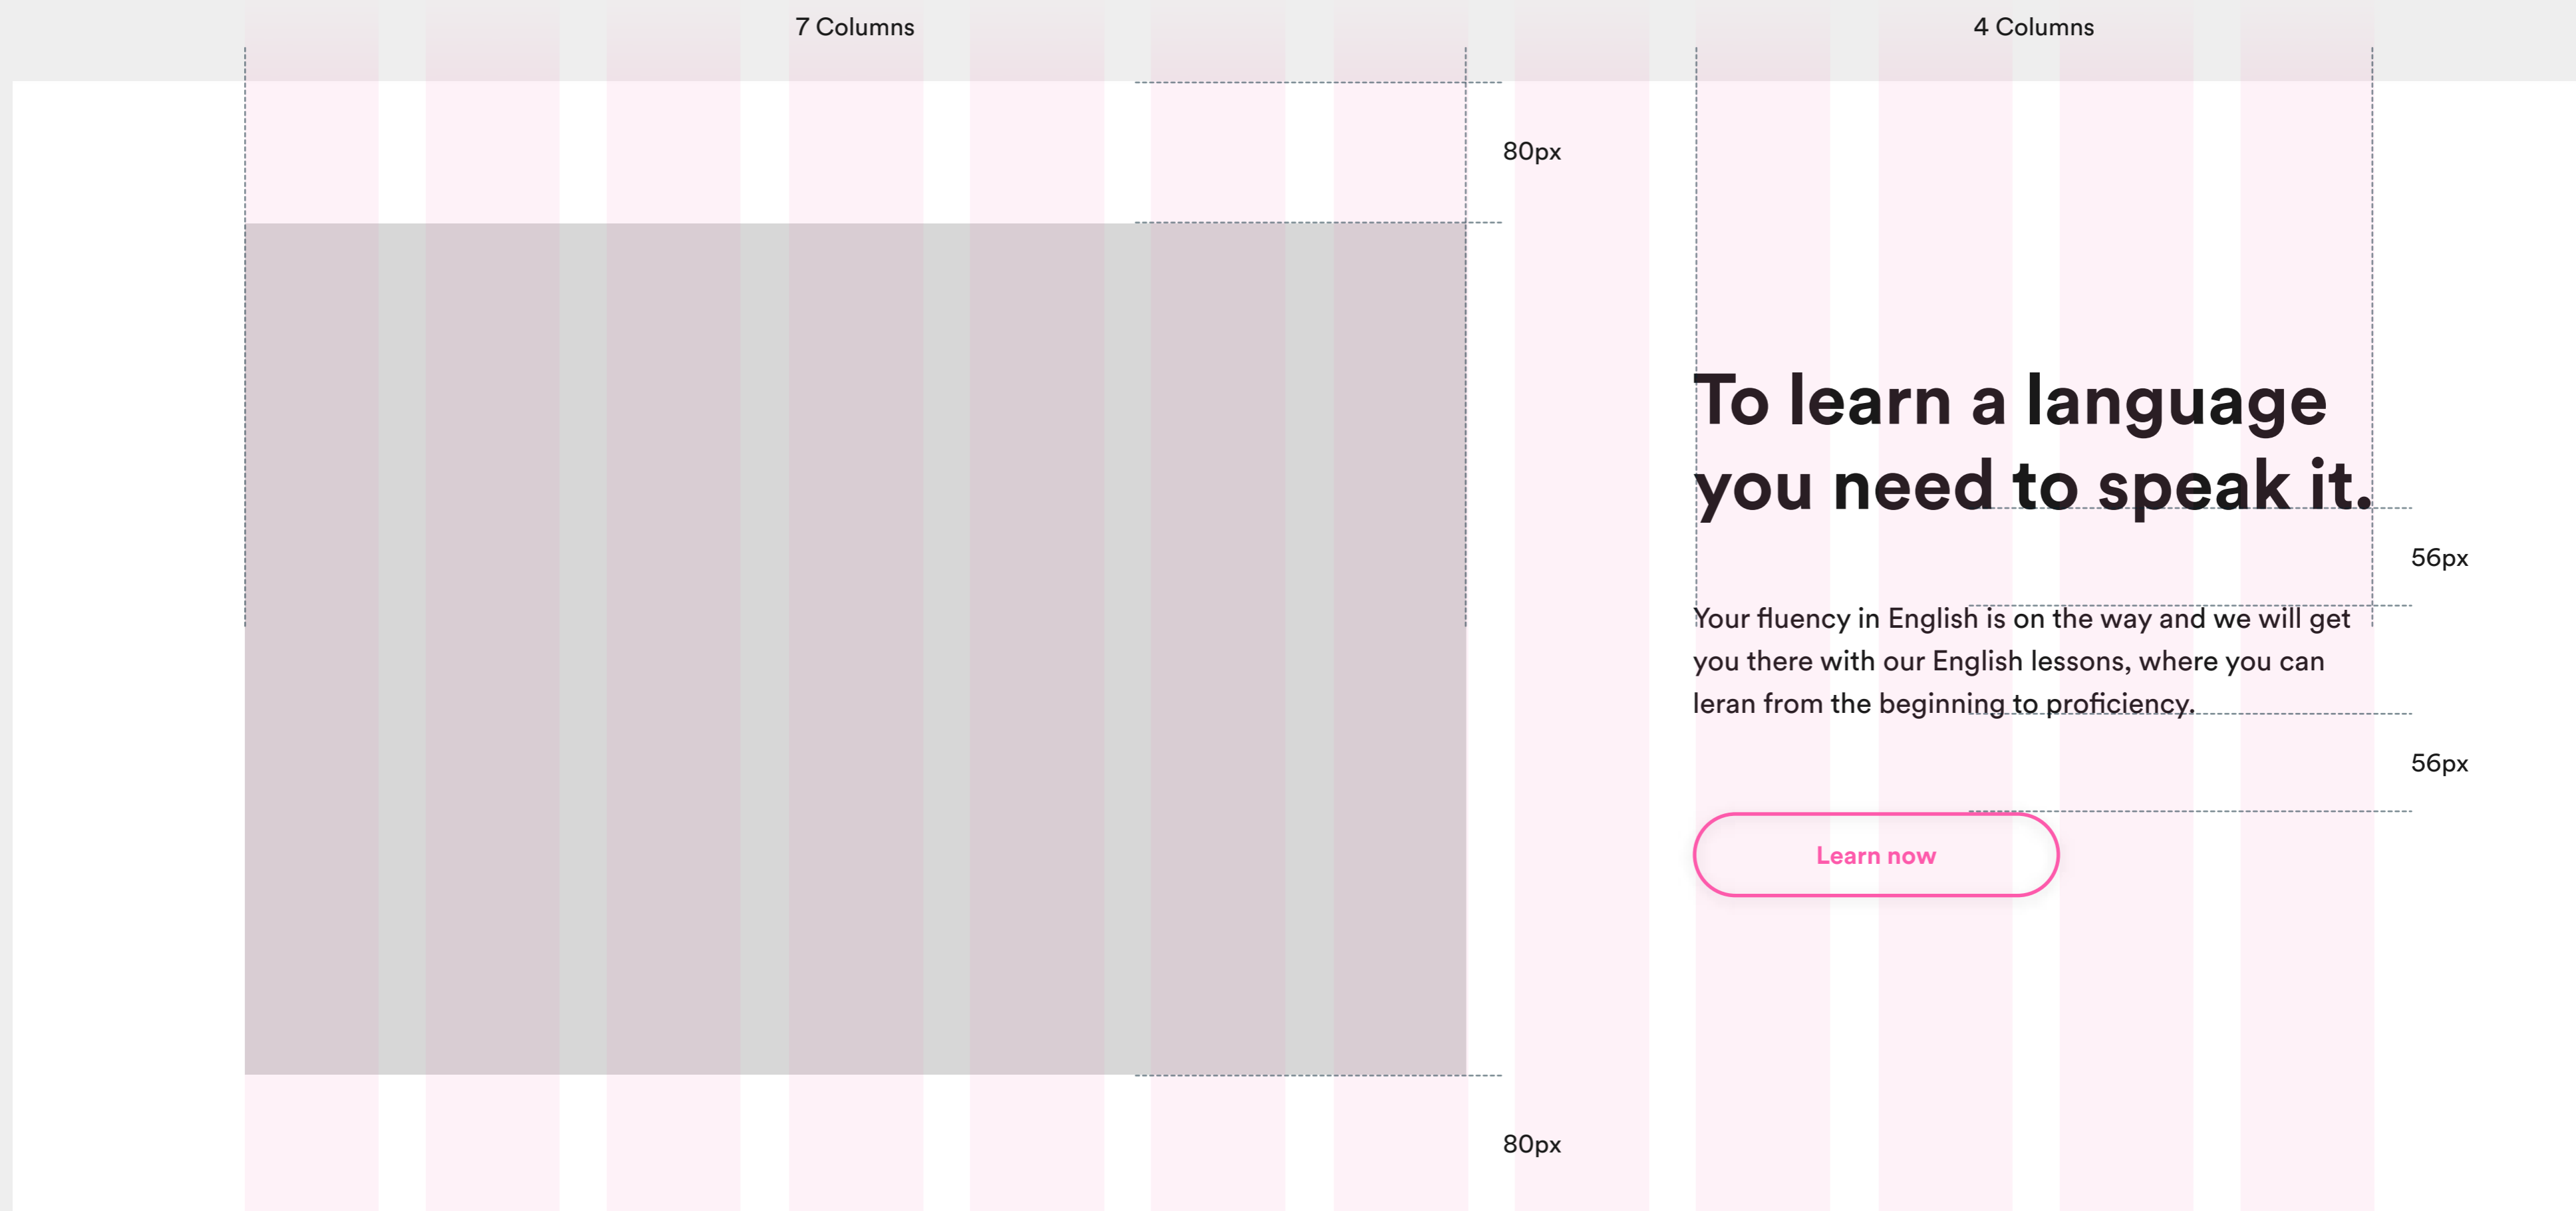 7 Columns
4 Columns
80px
To learn a language
you need to speak it.
56px
Your fluency in English is on the way and we will get
you there with our English lessons, where you can
leran from the beginning to proficiency.
56px
Learn now
80px